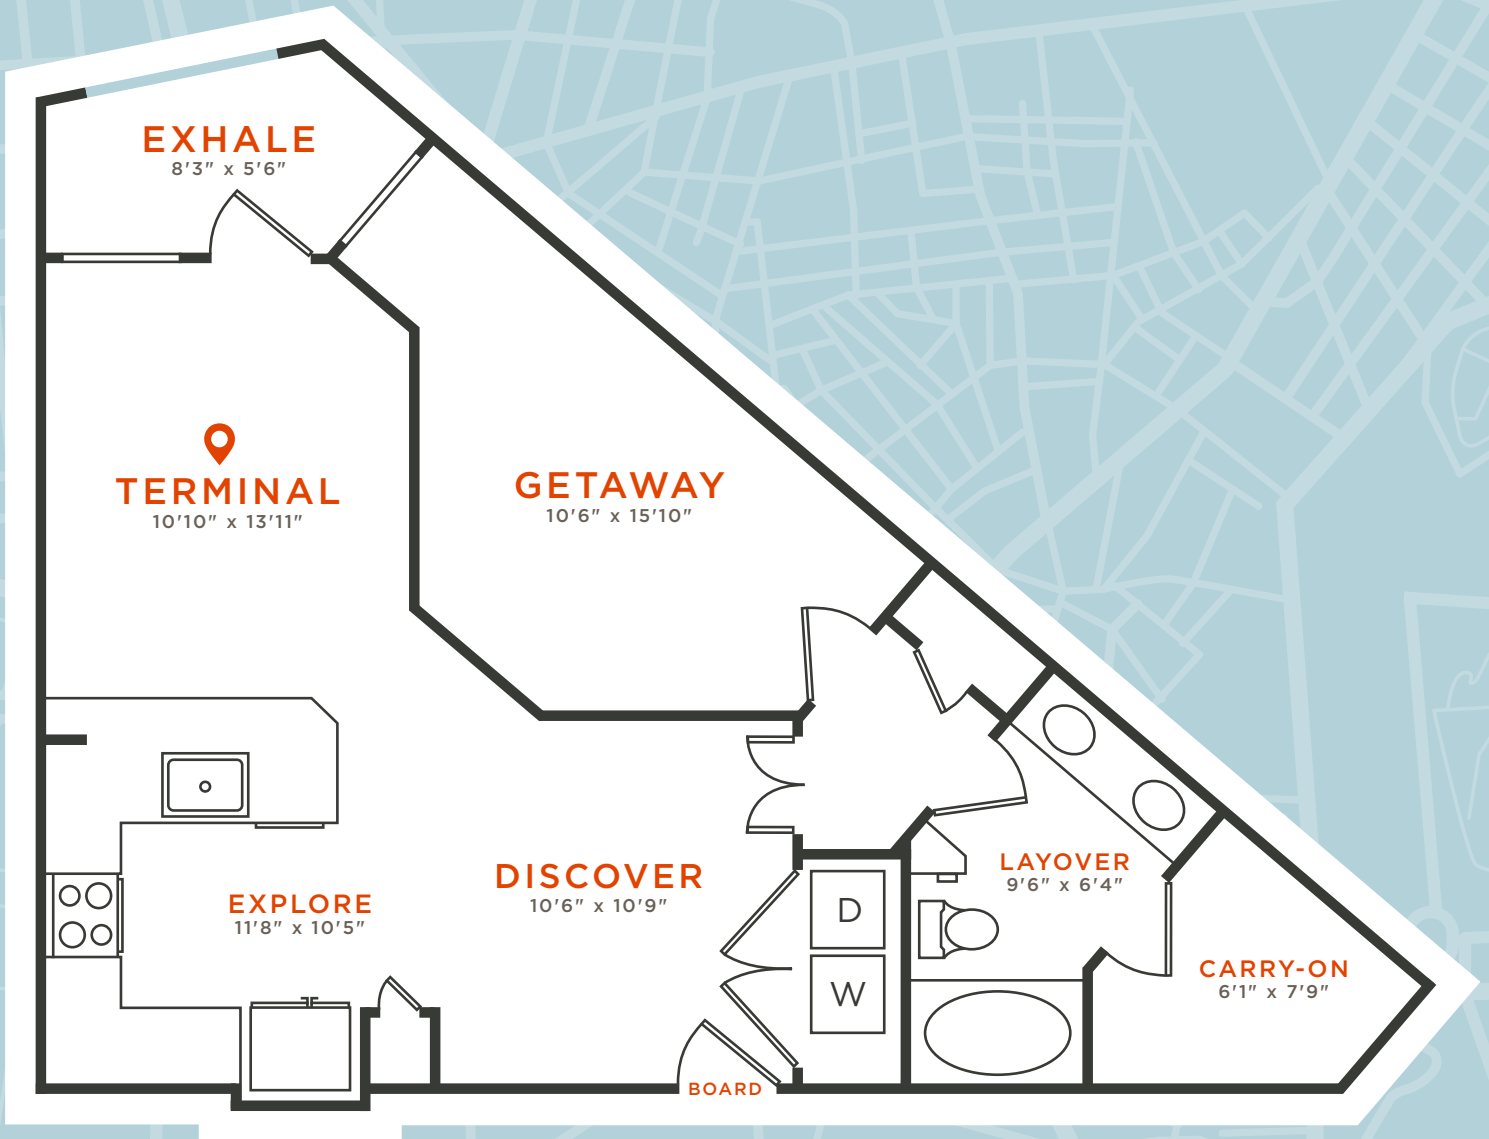 EXHALE
8'3" x 5'6"
TERMINAL
10'10" x 13'11"
GETAWAY
10'6" x 15'10"
DISCOVER
10'6" x 10'9"
EXPLORE
11'8" x 10'5"
LAYOVER
9'6" x 6'4"
CARRY-ON
6'1" x 7'9"
D
W
BOARD